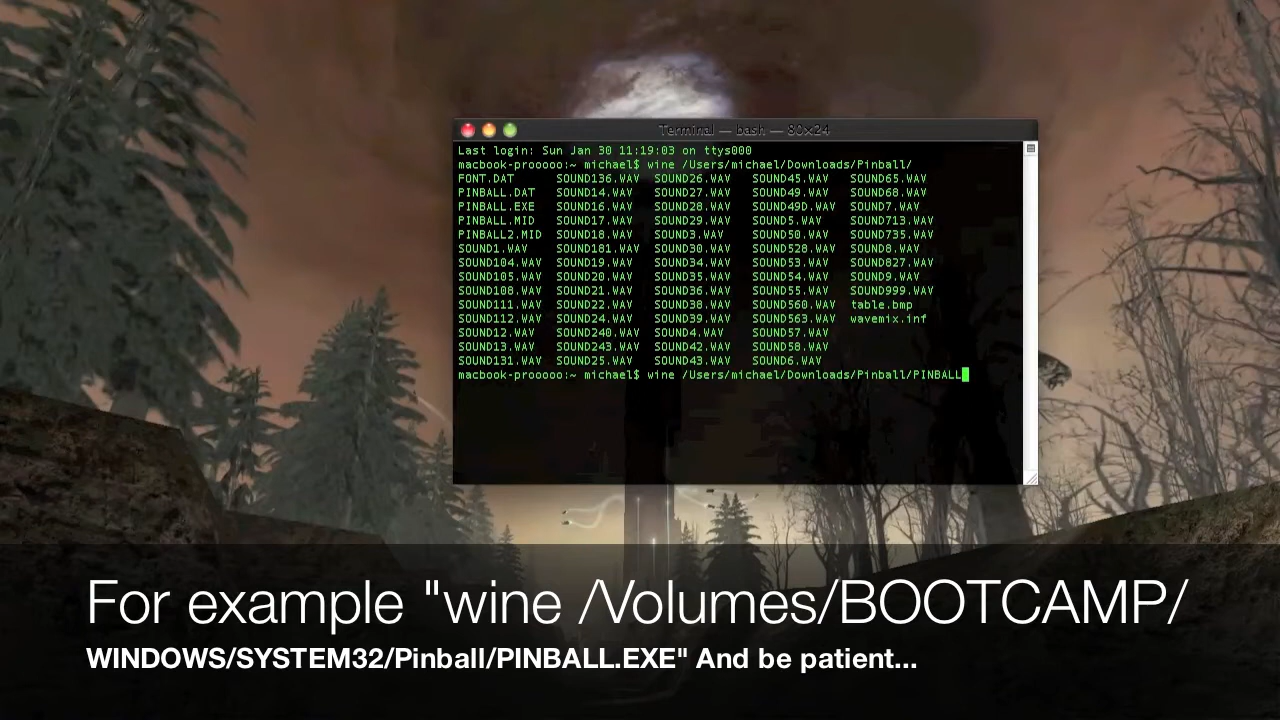 Terminal — bash — 80×24
Last login: Sun Jan 30 11:19:03 on ttys000
macbook-prooooo:~ michael$ wine /Users/michael/Downloads/Pinball/
FONT.DAT SOUND136.WAV SOUND26.WAV SOUND45.WAV SOUND65.WAV
PINBALL.DAT SOUND14.WAV SOUND27.WAV SOUND49.WAV SOUND68.WAV
PINBALL.EXE SOUND16.WAV SOUND28.WAV SOUND49D.WAV SOUND7.WAV
PINBALL.MID SOUND17.WAV SOUND29.WAV SOUND5.WAV SOUND713.WAV
PINBALL2.MID SOUND18.WAV SOUND3.WAV SOUND50.WAV SOUND735.WAV
SOUND1.WAV SOUND181.WAV SOUND30.WAV SOUND528.WAV SOUND8.WAV
SOUND104.WAV SOUND19.WAV SOUND34.WAV SOUND53.WAV SOUND827.WAV
SOUND105.WAV SOUND20.WAV SOUND35.WAV SOUND54.WAV SOUND9.WAV
SOUND108.WAV SOUND21.WAV SOUND36.WAV SOUND55.WAV SOUND999.WAV
SOUND111.WAV SOUND22.WAV SOUND38.WAV SOUND560.WAV table.bmp
SOUND112.WAV SOUND24.WAV SOUND39.WAV SOUND563.WAV wavemix.inf
SOUND12.WAV SOUND240.WAV SOUND4.WAV SOUND57.WAV
SOUND13.WAV SOUND243.WAV SOUND42.WAV SOUND58.WAV
SOUND131.WAV SOUND25.WAV SOUND43.WAV SOUND6.WAV
macbook-prooooo:~ michael$ wine /Users/michael/Downloads/Pinball/PINBALL
For example "wine /Volumes/BOOTCAMP/
WINDOWS/SYSTEM32/Pinball/PINBALL.EXE" And be patient...